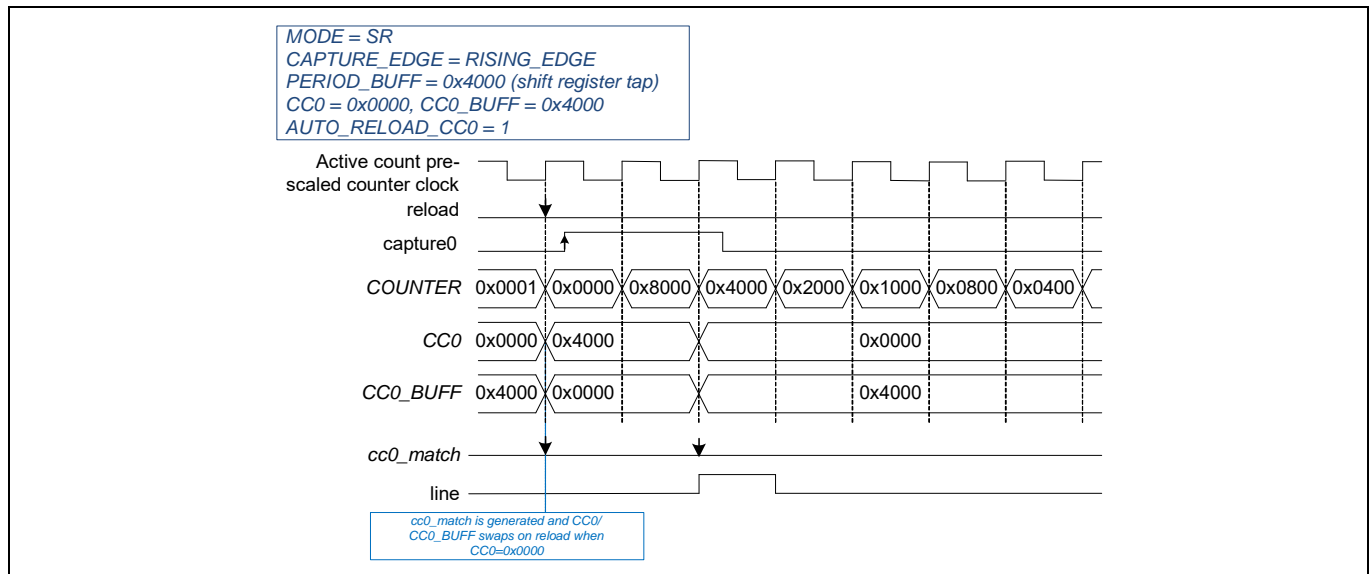 MODE = SR
CAPTURE_EDGE = RISING_EDGE
PERIOD_BUFF = 0x4000 (shift register tap)
CC0 = 0x0000, CC0_BUFF = 0x4000
AUTO_RELOAD_CC0 = 1
Active count pre-
scaled counter clock
reload
capture0
COUNTER 0x0001 0x0000 0x8000 0x4000 0x2000 0x1000 0x0800 0x0400
CC0 0x0000 0x4000 0x0000
CC0_BUFF 0x4000 0x0000 0x4000
cc0_match
line
cc0_match is generated and CC0/
CC0_BUFF swaps on reload when
CC0=0x0000